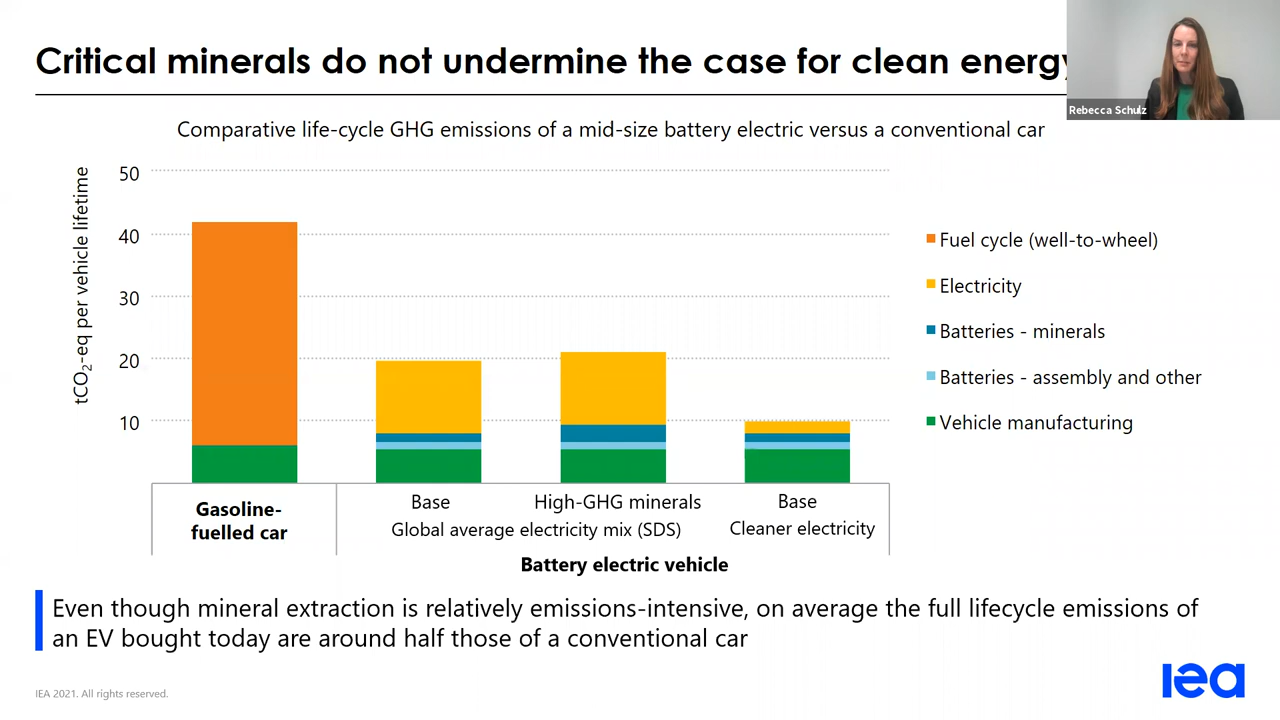 Critical minerals do not undermine the case for clean energy
Rebecca Schulz
Comparative life-cycle GHG emissions of a mid-size battery electric versus a conventional car
tCO₂-eq per vehicle lifetime
50
40
30
20
10
Fuel cycle (well-to-wheel)
Electricity
Batteries - minerals
Batteries - assembly and other
Vehicle manufacturing
Gasoline-
fuelled car
Base
High-GHG minerals
Base
Global average electricity mix (SDS)
Cleaner electricity
Battery electric vehicle
Even though mineral extraction is relatively emissions-intensive, on average the full lifecycle emissions of
an EV bought today are around half those of a conventional car
IEA 2021. All rights reserved.
iea